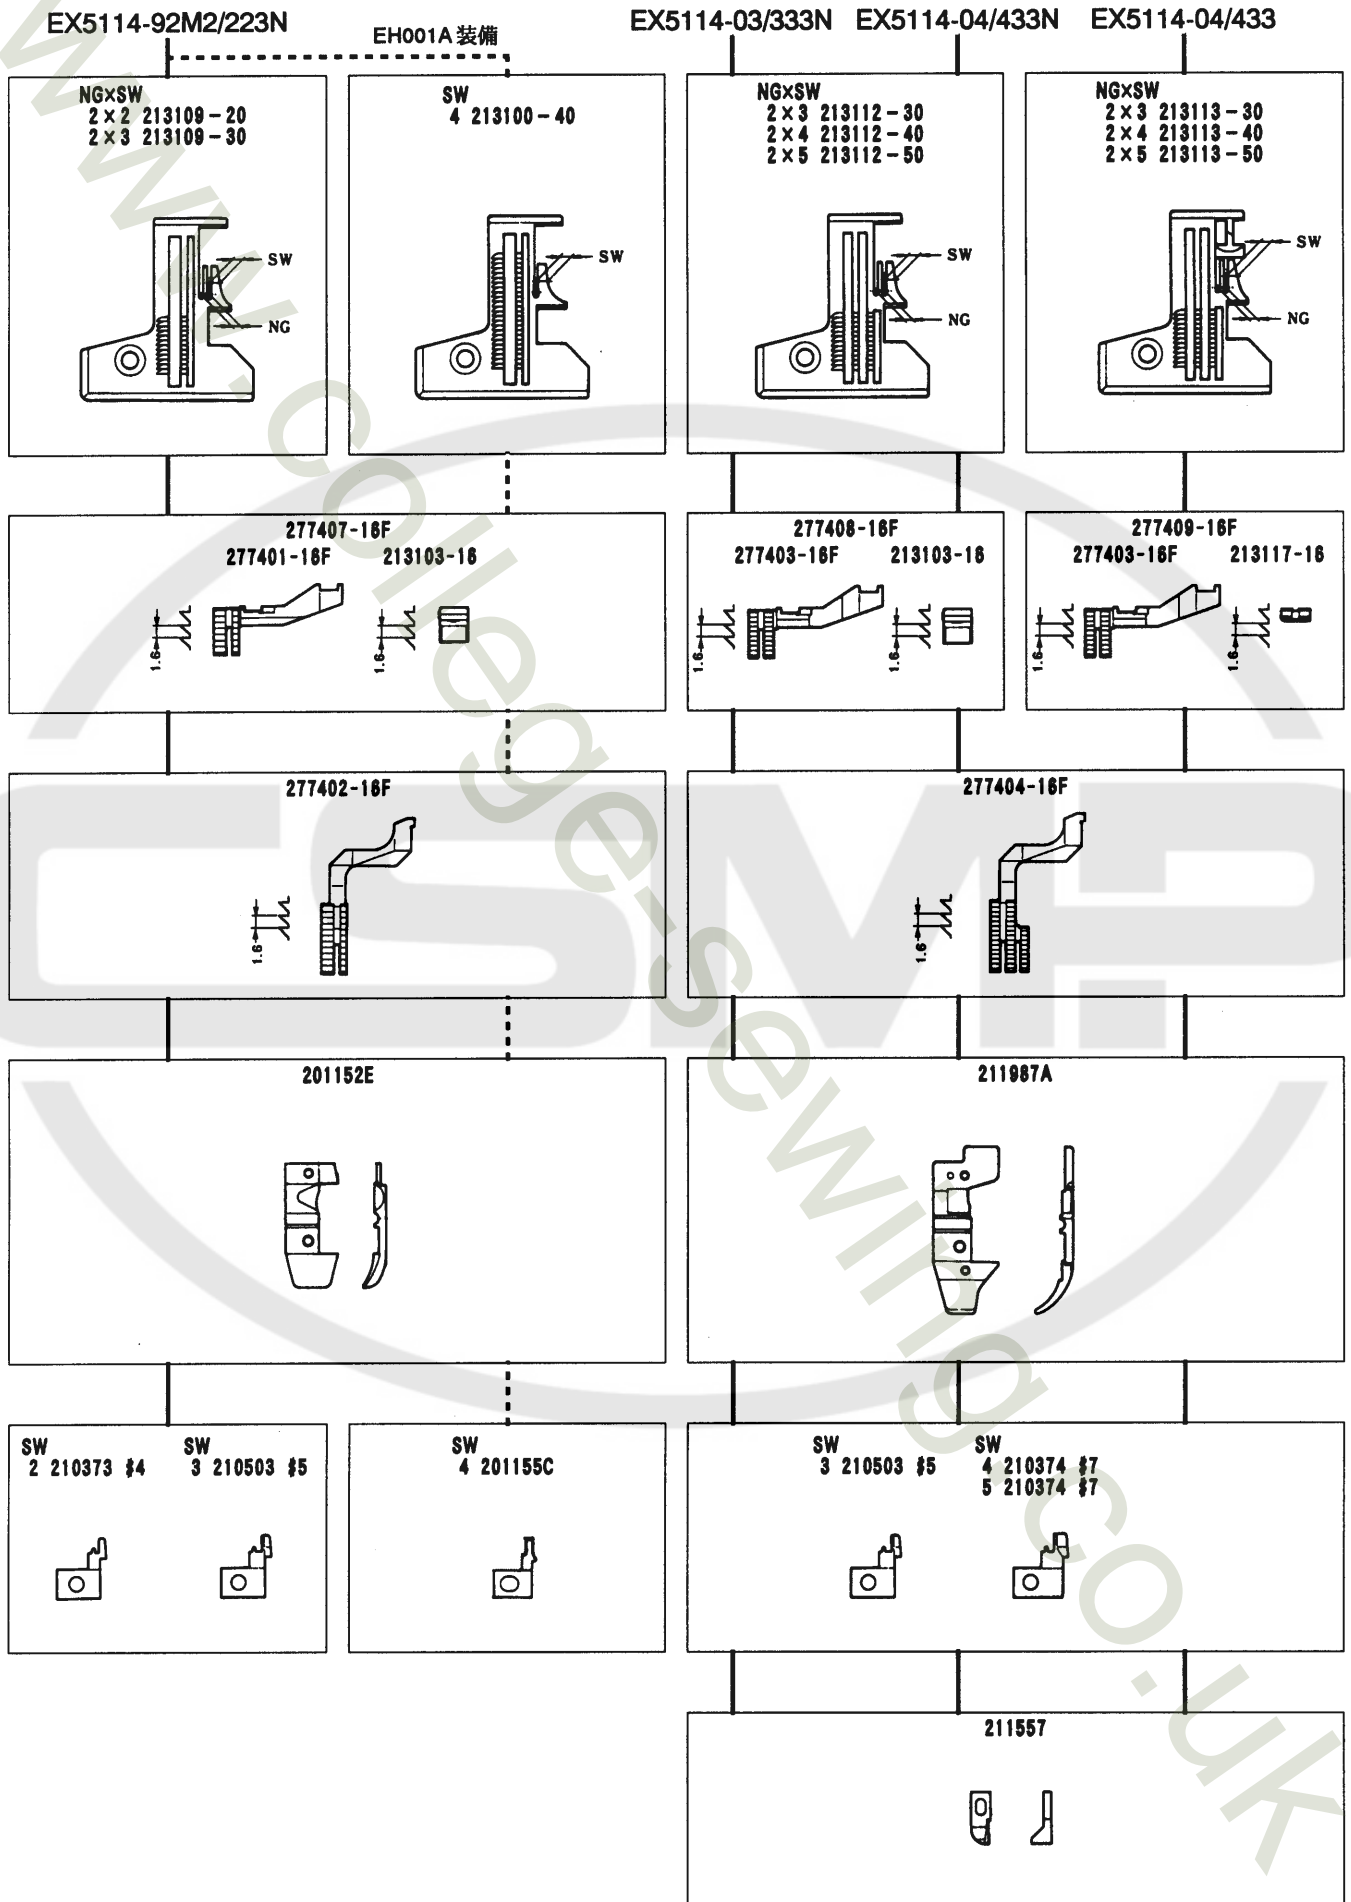 EX5114-92M2/223N
EH001A 装備
EX5114-03/333N EX5114-04/433N EX5114-04/433
NG×SW
2×2 213109-20
2×3 213109-30
SW
NG
SW
4 213100-40
SW
NG×SW
2×3 213112-30
2×4 213112-40
2×5 213112-50
SW
NG
NG×SW
2×3 213113-30
2×4 213113-40
2×5 213113-50
SW
NG
277407-16F
277401-16F 213103-16
1.6
1.6
277408-16F
277403-16F 213103-16
1.6
1.6
277409-16F
277403-16F 213117-16
1.6
1.6
277402-16F
1.6
277404-16F
1.6
201152E
211987A
SW
2 210373 #4
SW
3 210503 #5
SW
4 201155C
SW
3 210503 #5
SW
4 210374 #7
5 210374 #7
211557
CSMP
www.college-sewing.co.uk